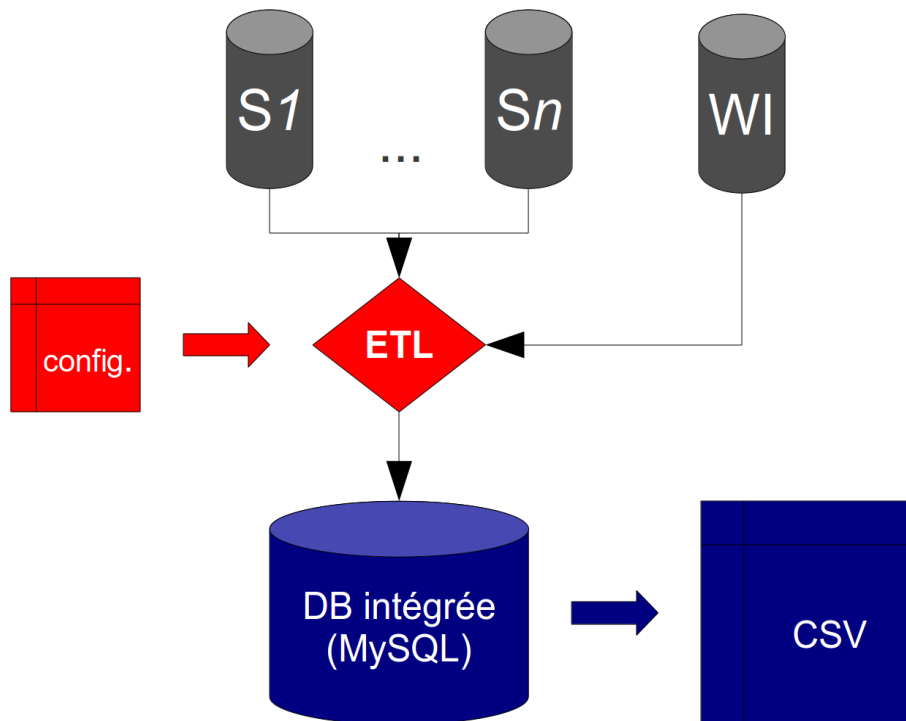 S1
...
Sn
WI
config.
ETL
DB intégrée
(MySQL)
CSV